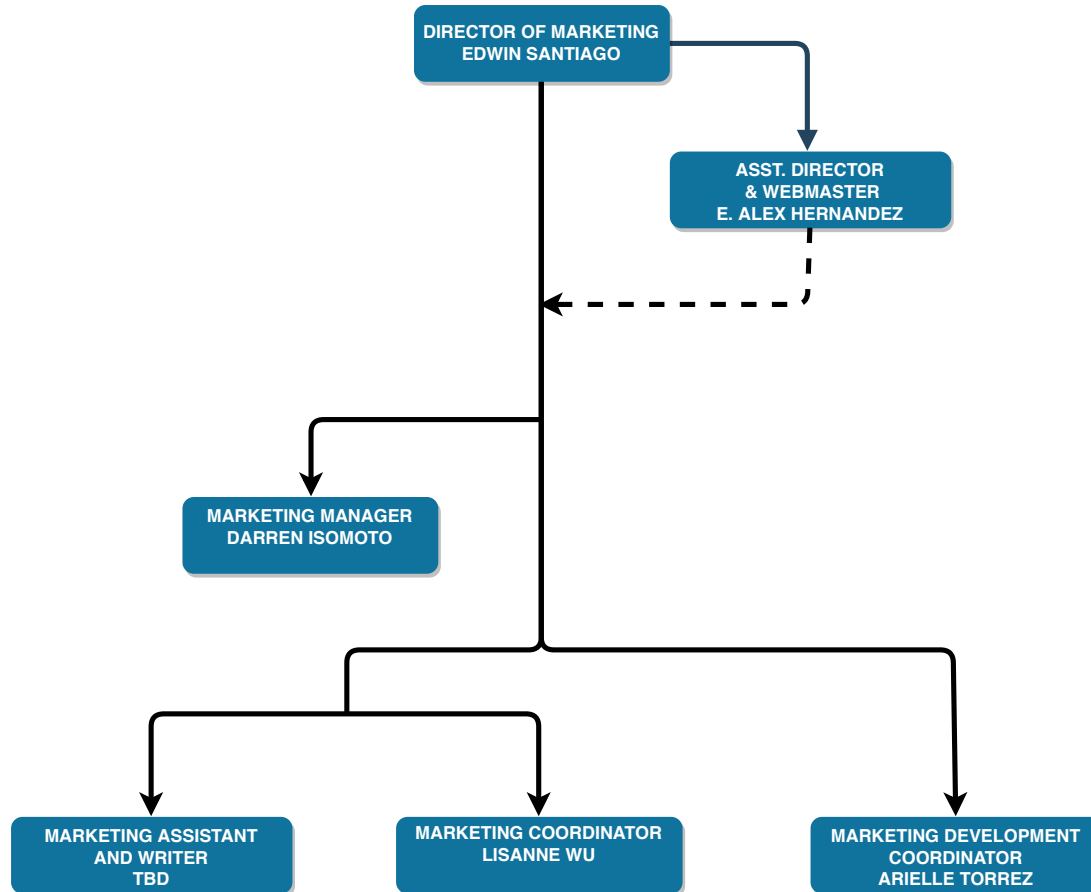 DIRECTOR OF MARKETING
EDWIN SANTIAGO
ASST. DIRECTOR
& WEBMASTER
E. ALEX HERNANDEZ
MARKETING MANAGER
DARREN ISOMOTO
MARKETING ASSISTANT
AND WRITER
TBD
MARKETING COORDINATOR
LISANNE WU
MARKETING DEVELOPMENT
COORDINATOR
ARIELLE TORREZ